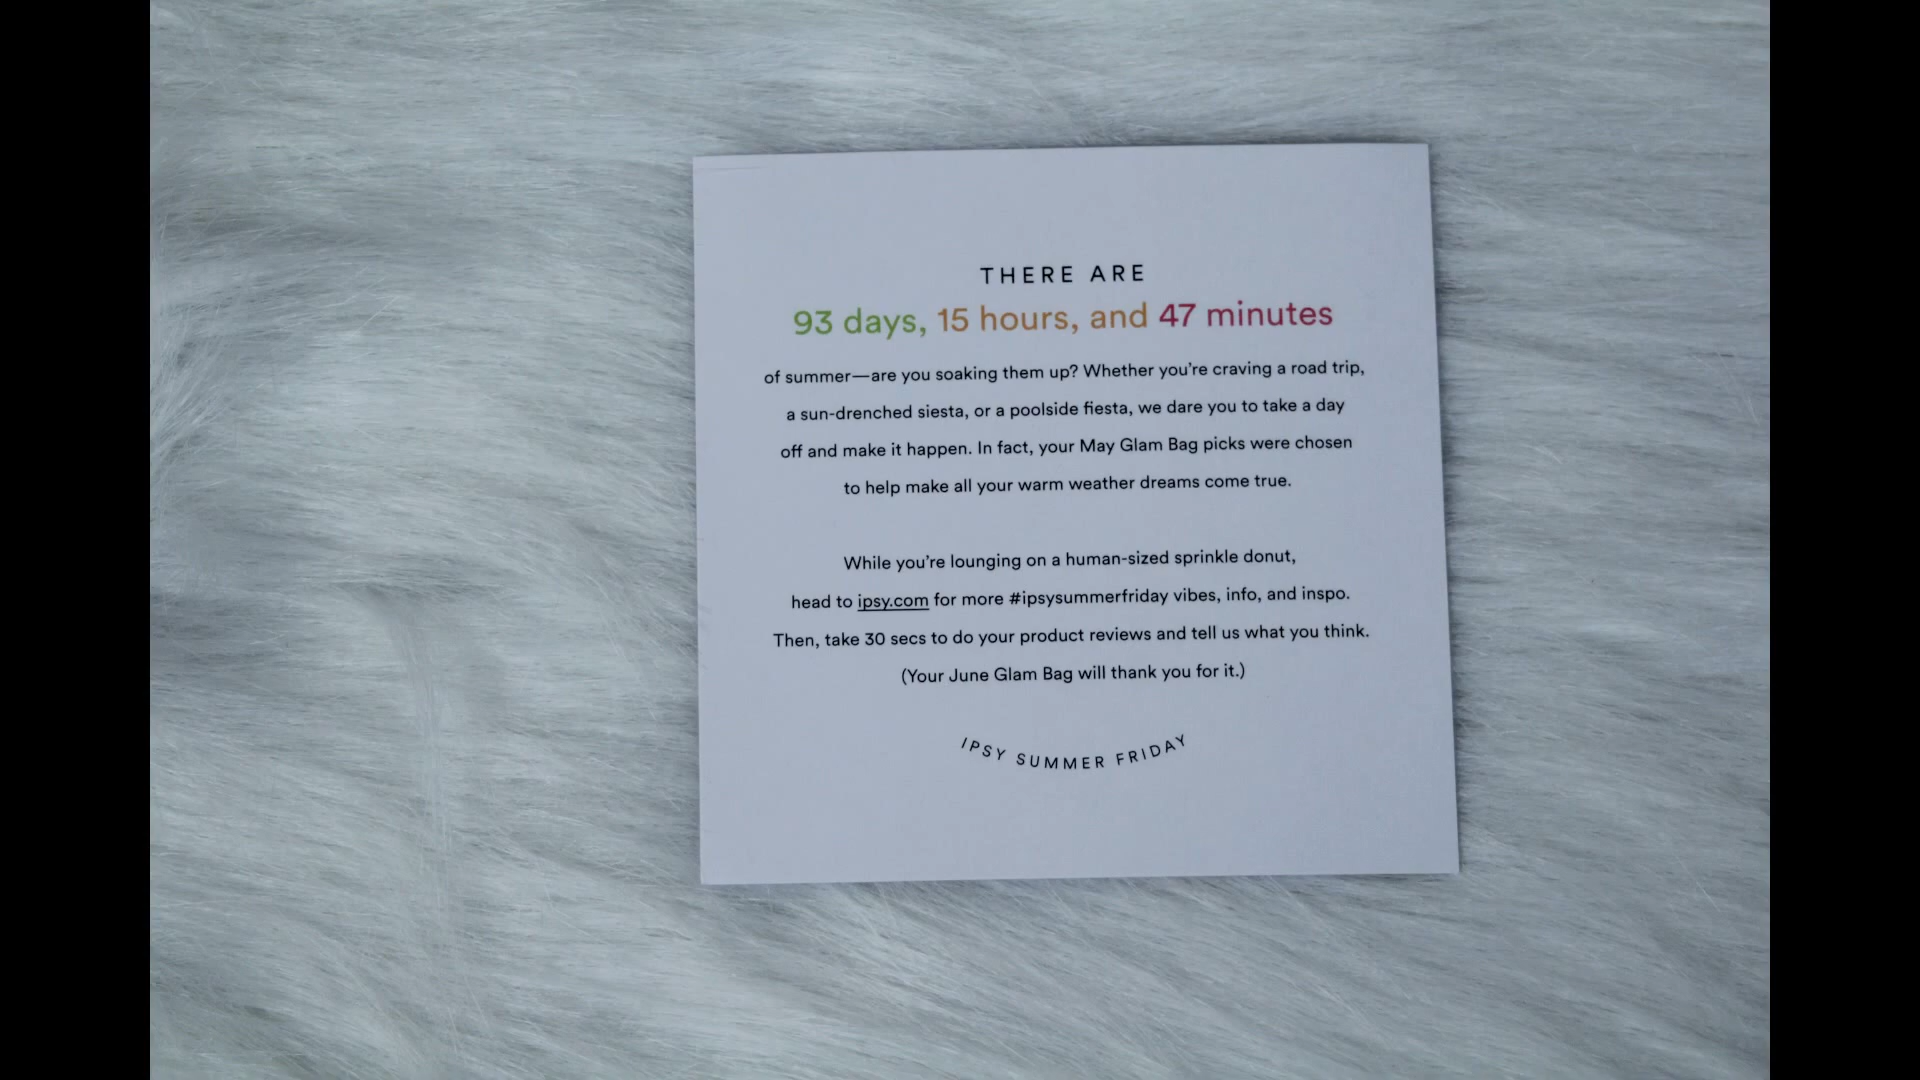 THERE ARE
93 days, 15 hours, and 47 minutes
of summer—are you soaking them up? Whether you're craving a road trip,
a sun-drenched siesta, or a poolside fiesta, we dare you to take a day
off and make it happen. In fact, your May Glam Bag picks were chosen
to help make all your warm weather dreams come true.
While you're lounging on a human-sized sprinkle donut,
head to ipsy.com for more #ipsysummerfriday vibes, info, and inspo.
Then, take 30 secs to do your product reviews and tell us what you think.
(Your June Glam Bag will thank you for it.)
IPSY SUMMER FRIDAY